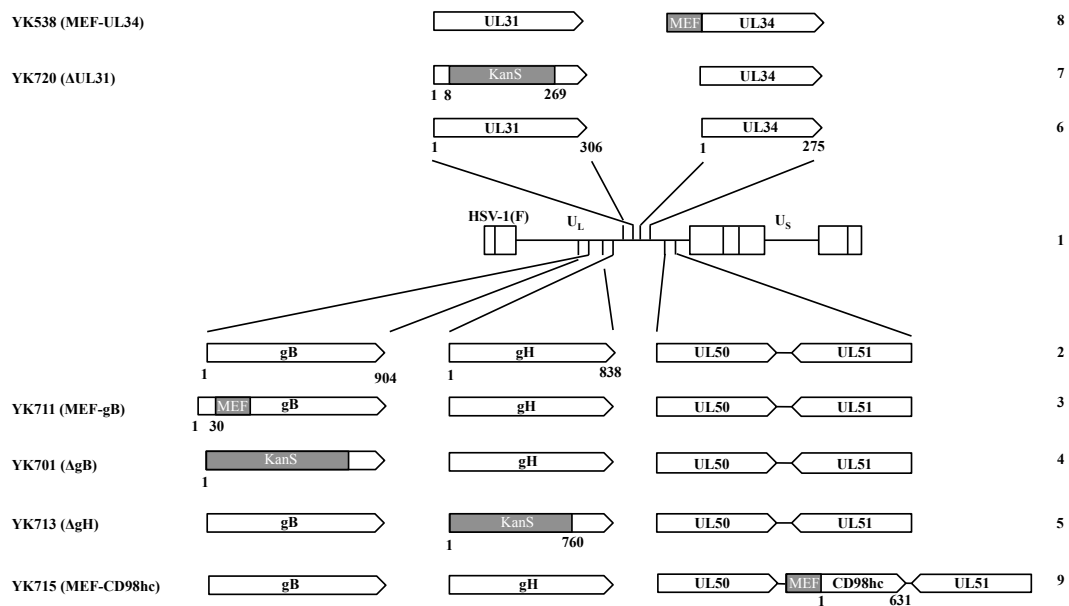 YK538 (MEF-UL34) UL31 MEF UL34 8
YK720 (ΔUL31) KanS UL34 7
1 8 269
UL31 UL34 6
1 306 1 275
HSV-1(F) U_L U_S 1
gB gH UL50 UL51 2
1 904 1 838
YK711 (MEF-gB) MEF gB gH UL50 UL51 3
1 30
YK701 (ΔgB) KanS gH UL50 UL51 4
1
YK713 (ΔgH) gB KanS UL50 UL51 5
1 760
YK715 (MEF-CD98hc) gB gH UL50 MEF CD98hc UL51 9
1 631